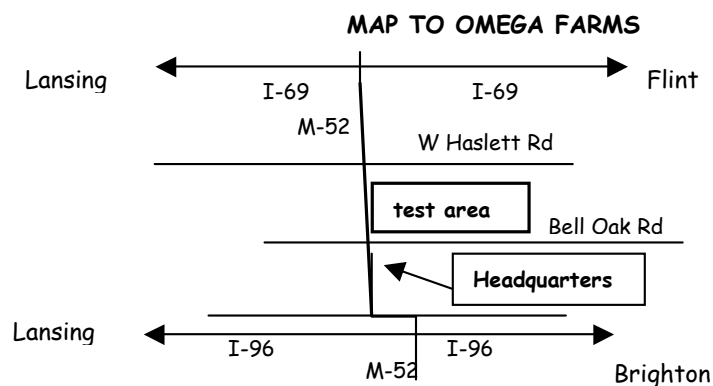 MAP TO OMEGA FARMS
Lansing
Flint
I-69
I-69
M-52
W Haslett Rd
test area
Bell Oak Rd
Headquarters
Lansing
I-96
I-96
M-52
Brighton